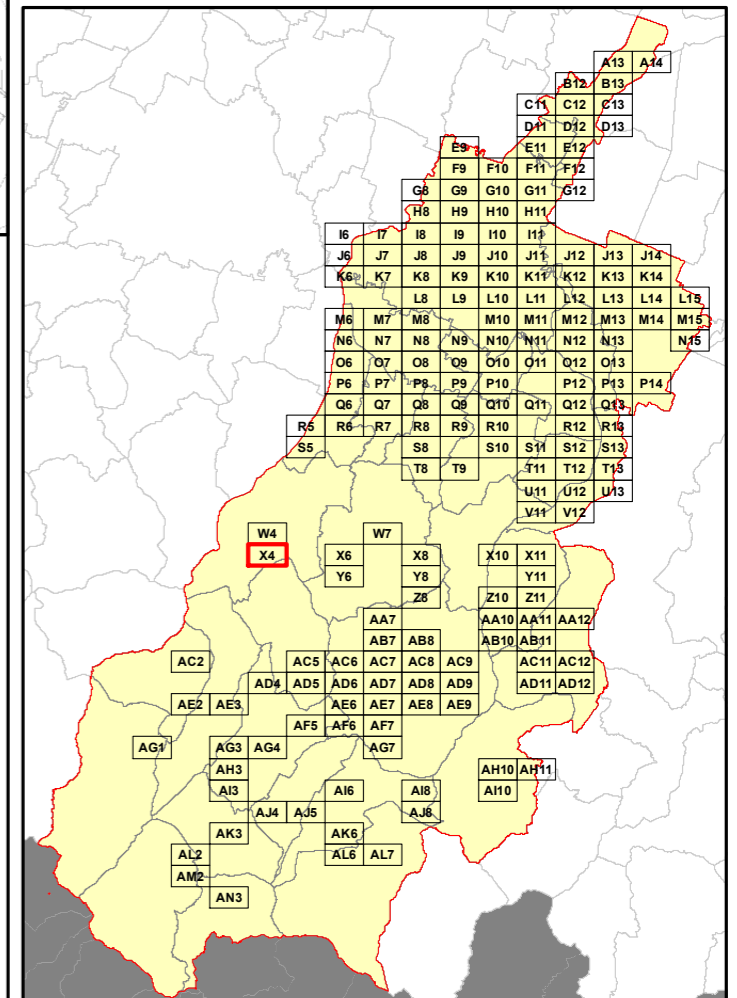 A13 A14
B12 B13
C11 C12 C13
D11 D12 D13
E9 E11 E12
F9 F10 F11 F12
G8 G9 G10 G11 G12
H8 H9 H10 H11
I6 I7 I8 I9 I10 I11
J6 J7 J8 J9 J10 J11 J12 J13 J14
K6 K7 K8 K9 K10 K11 K12 K13 K14
L8 L9 L10 L11 L12 L13 L14 L15
M6 M7 M8 M10 M11 M12 M13 M14 M15
N6 N7 N8 N9 N10 N11 N12 N13 N15
O6 O7 O8 O9 O10 O11 O12 O13
P6 P7 P8 P9 P10 P12 P13 P14
Q6 Q7 Q8 Q9 Q10 Q11 Q12 Q13
R5 R6 R7 R8 R9 R10 R12 R13
S5 S8 S10 S11 S12 S13
T8 T9 T11 T12 T13
U11 U12 U13
V11 V12
W4 W7
X4 X6 X8 X10 X11
Y6 Y8 Y11
Z8 Z10 Z11
AA7 AA10 AA11 AA12
AB7 AB8 AB10 AB11
AC2 AC5 AC6 AC7 AC8 AC9 AC11 AC12
AD4 AD5 AD6 AD7 AD8 AD9 AD11 AD12
AE2 AE3 AE6 AE7 AE8 AE9
AF5 AF6 AF7
AG1 AG3 AG4 AG7
AH3 AH10 AH11
AI3 AI6 AI8 AI10
AJ4 AJ5 AJ8
AK3 AK6
AL2 AL6 AL7
AM2
AN3